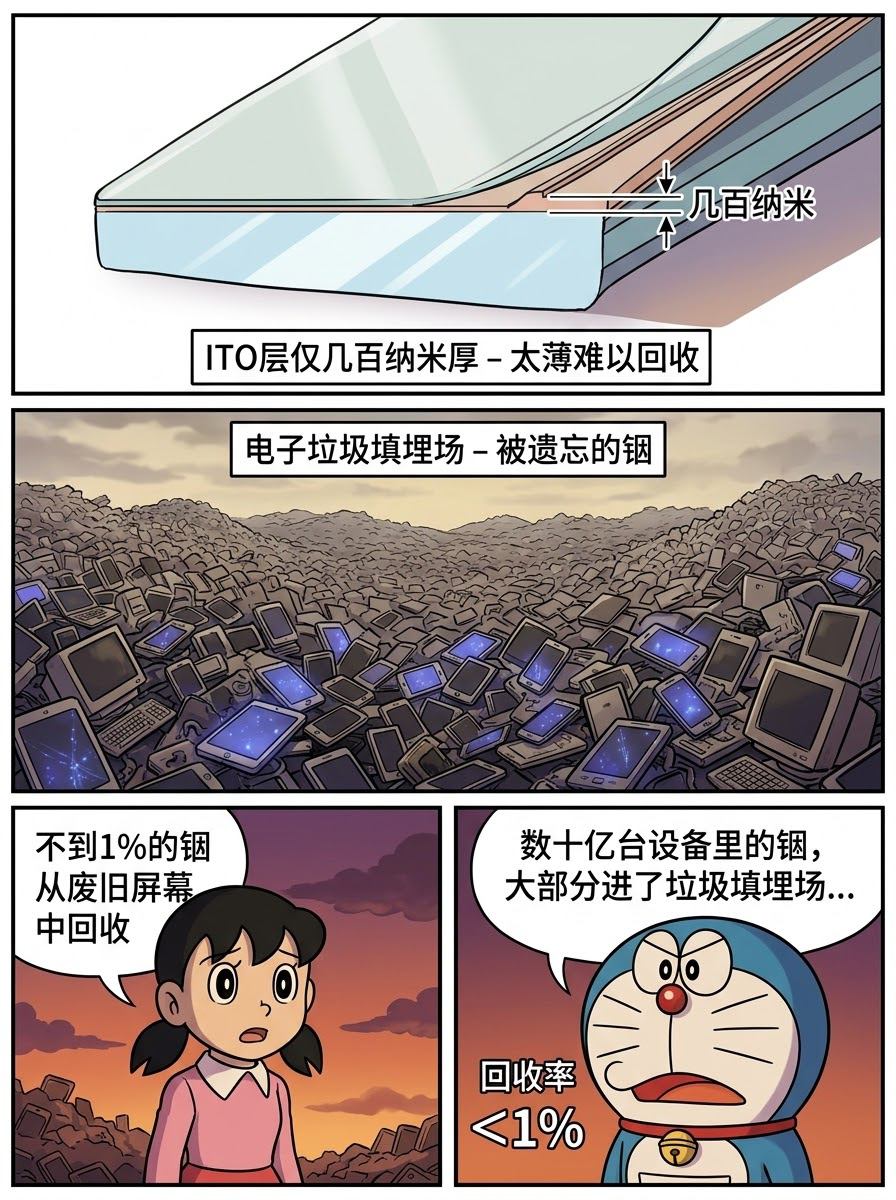 几百纳米
ITO层仅几百纳米厚 – 太薄难以回收
电子垃圾填埋场 – 被遗忘的铟
不到1%的铟
从废旧屏幕
中回收
数十亿台设备里的铟，
大部分进了垃圾填埋场...
回收率
<1%